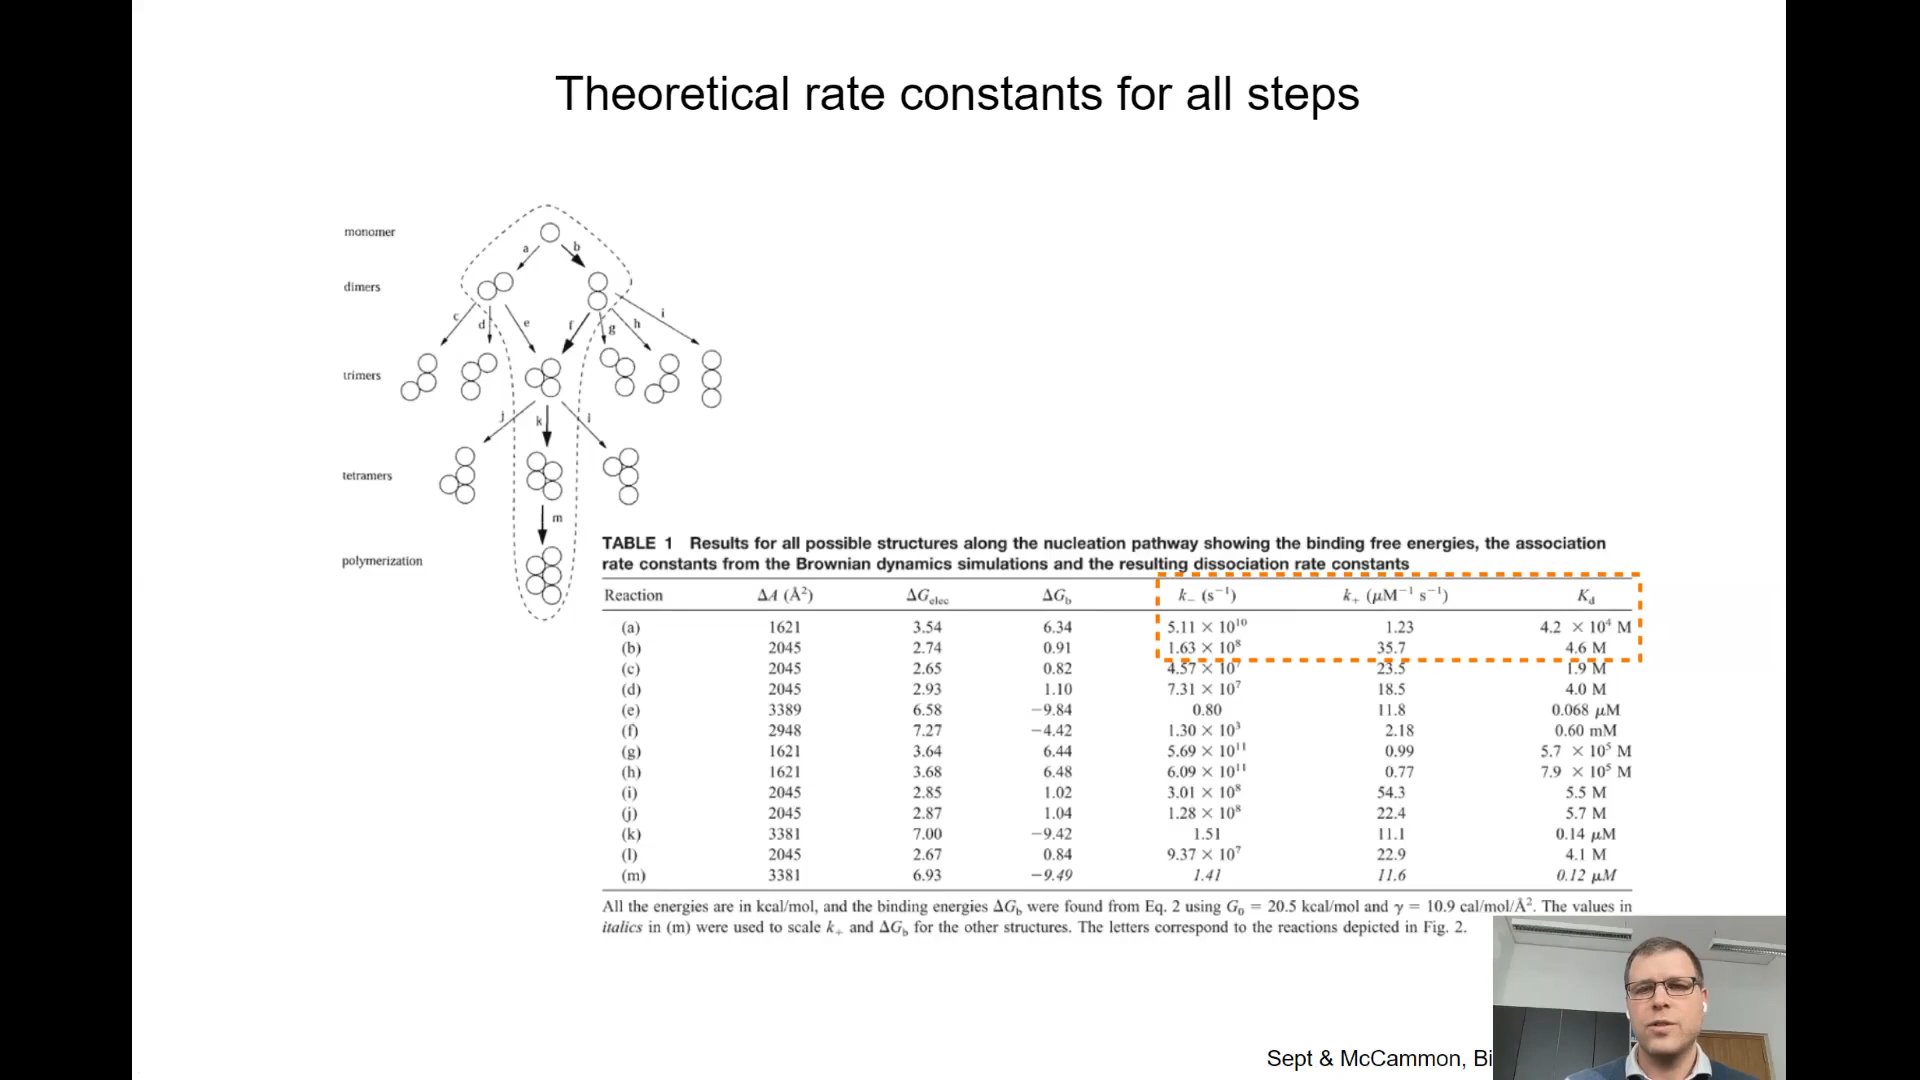 Theoretical rate constants for all steps
monomer
a b
dimers
c d e f g h i
trimers
j k l
tetramers
m
polymerization
TABLE 1 Results for all possible structures along the nucleation pathway showing the binding free energies, the association
rate constants from the Brownian dynamics simulations and the resulting dissociation rate constants
Reaction ΔA (Å²) ΔG_elec ΔG_b k₋ (s⁻¹) k₊ (μM⁻¹ s⁻¹) K_d
(a) 1621 3.54 6.34 5.11 × 10¹⁰ 1.23 4.2 × 10⁴ M
(b) 2045 2.74 0.91 1.63 × 10⁸ 35.7 4.6 M
(c) 2045 2.65 0.82 4.57 × 10⁷ 23.5 1.9 M
(d) 2045 2.93 1.10 7.31 × 10⁷ 18.5 4.0 M
(e) 3389 6.58 −9.84 0.80 11.8 0.068 μM
(f) 2948 7.27 −4.42 1.30 × 10³ 2.18 0.60 mM
(g) 1621 3.64 6.44 5.69 × 10¹¹ 0.99 5.7 × 10⁵ M
(h) 1621 3.68 6.48 6.09 × 10¹¹ 0.77 7.9 × 10⁵ M
(i) 2045 2.85 1.02 3.01 × 10⁸ 54.3 5.5 M
(j) 2045 2.87 1.04 1.28 × 10⁸ 22.4 5.7 M
(k) 3381 7.00 −9.42 1.51 11.1 0.14 μM
(l) 2045 2.67 0.84 9.37 × 10⁷ 22.9 4.1 M
(m) 3381 6.93 −9.49 1.41 11.6 0.12 μM
All the energies are in kcal/mol, and the binding energies ΔG_b were found from Eq. 2 using G₀ = 20.5 kcal/mol and γ = 10.9 cal/mol/Å². The values in
italics in (m) were used to scale k₊ and ΔG_b for the other structures. The letters correspond to the reactions depicted in Fig. 2.
Sept & McCammon, Bi